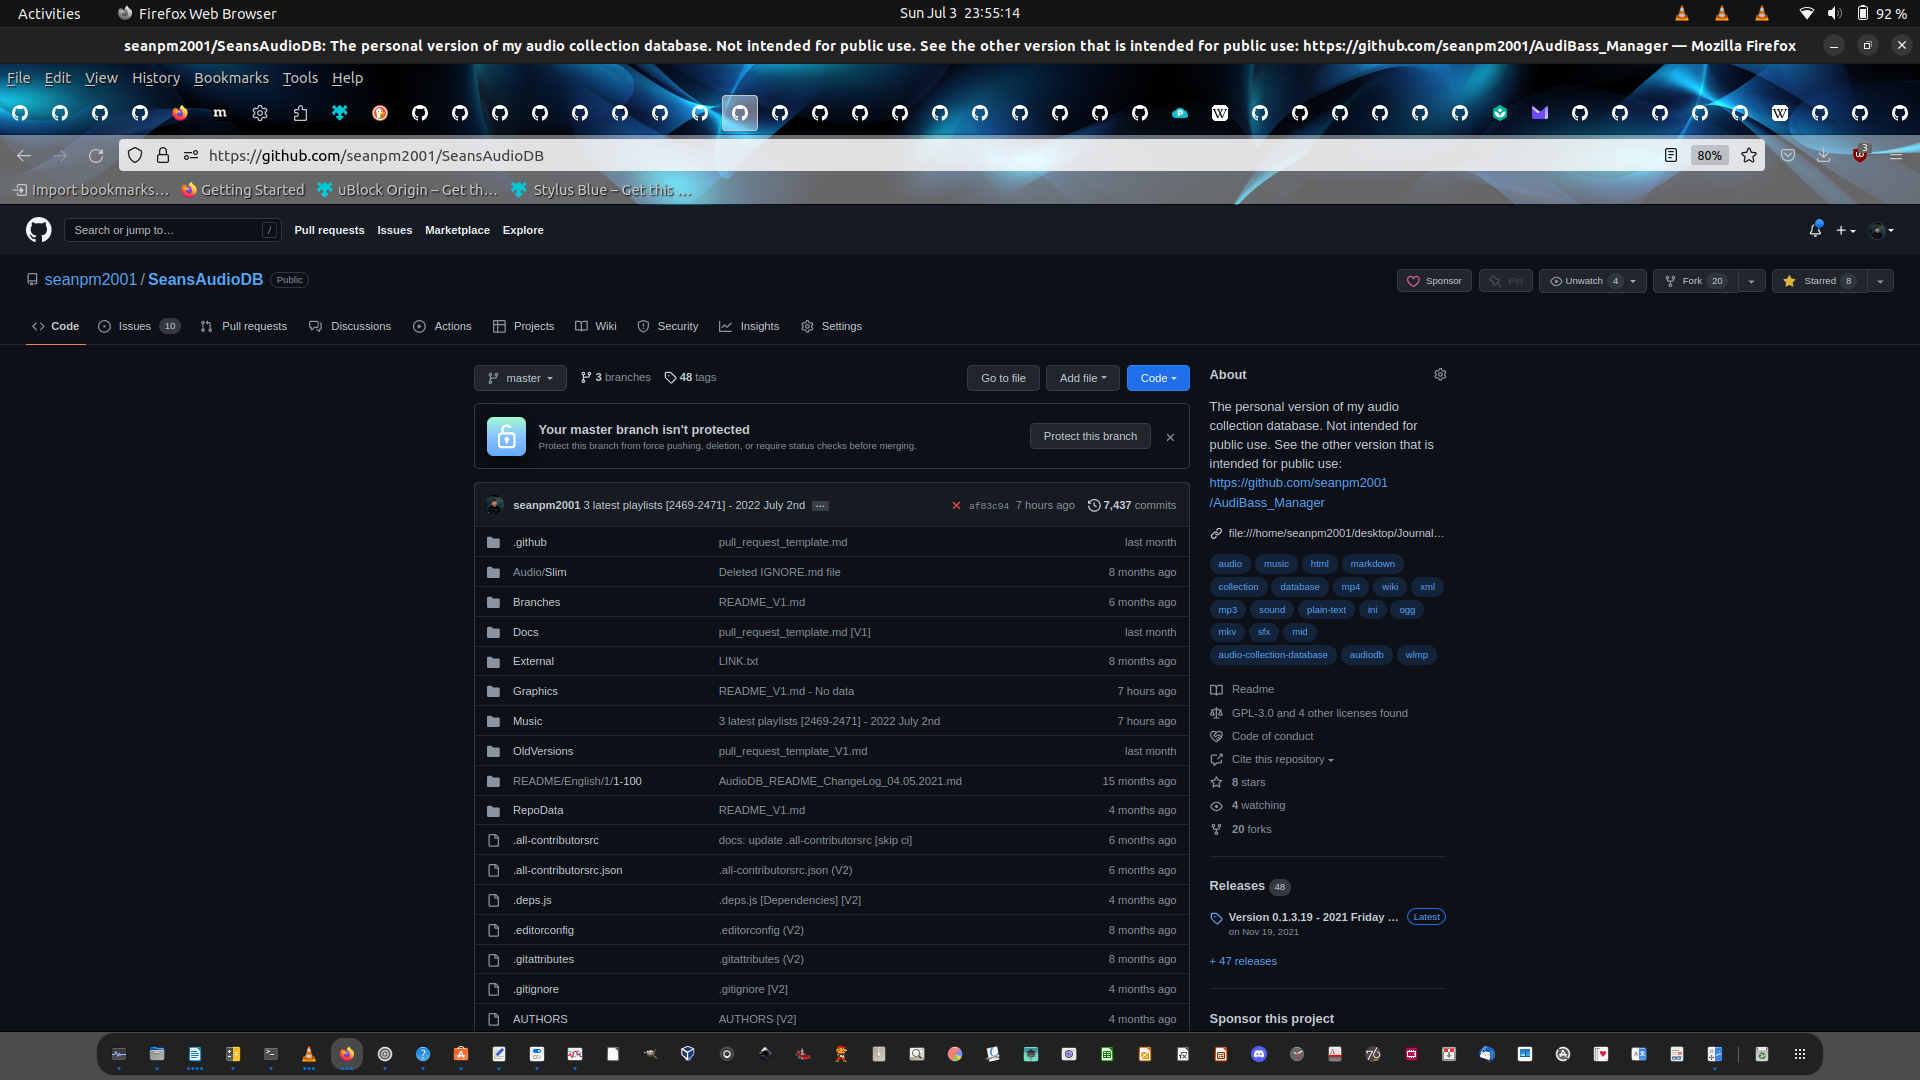 Activities
Firefox Web Browser
Sun Jul 3 23:55:14
92 %
seanpm2001/SeansAudioDB: The personal version of my audio collection database. Not intended for public use. See the other version that is intended for public use: https://github.com/seanpm2001/AudiBass_Manager — Mozilla Firefox
File Edit View History Bookmarks Tools Help
https://github.com/seanpm2001/SeansAudioDB
80%
3
Import bookmarks…
Getting Started
uBlock Origin – Get th…
Stylus Blue – Get this …
Search or jump to…
/
Pull requests Issues Marketplace Explore
seanpm2001 / SeansAudioDB Public
Sponsor
Pin
Unwatch 4
Fork 20
Starred 8
Code
Issues 10
Pull requests
Discussions
Actions
Projects
Wiki
Security
Insights
Settings
master
3 branches
48 tags
Go to file
Add file
Code
Your master branch isn't protected
Protect this branch from force pushing, deletion, or require status checks before merging.
Protect this branch
seanpm2001 3 latest playlists [2469-2471] - 2022 July 2nd ...
af83c94 7 hours ago
7,437 commits
.github pull_request_template.md last month
Audio/Slim Deleted IGNORE.md file 8 months ago
Branches README_V1.md 6 months ago
Docs pull_request_template.md [V1] last month
External LINK.txt 8 months ago
Graphics README_V1.md - No data 7 hours ago
Music 3 latest playlists [2469-2471] - 2022 July 2nd 7 hours ago
OldVersions pull_request_template_V1.md last month
README/English/1/1-100 AudioDB_README_ChangeLog_04.05.2021.md 15 months ago
RepoData README_V1.md 4 months ago
.all-contributorsrc docs: update .all-contributorsrc [skip ci] 6 months ago
.all-contributorsrc.json .all-contributorsrc.json (V2) 6 months ago
.deps.js .deps.js [Dependencies] [V2] 4 months ago
.editorconfig .editorconfig (V2) 8 months ago
.gitattributes .gitattributes (V2) 8 months ago
.gitignore .gitignore [V2] 4 months ago
AUTHORS AUTHORS [V2] 4 months ago
About
The personal version of my audio
collection database. Not intended for
public use. See the other version that is
intended for public use:
https://github.com/seanpm2001
/AudiBass_Manager
file:///home/seanpm2001/desktop/Journal…
audio music html markdown
collection database mp4 wiki xml
mp3 sound plain-text ini ogg
mkv sfx mid
audio-collection-database audiodb wlmp
Readme
GPL-3.0 and 4 other licenses found
Code of conduct
Cite this repository
8 stars
4 watching
20 forks
Releases 48
Version 0.1.3.19 - 2021 Friday … Latest
on Nov 19, 2021
+ 47 releases
Sponsor this project